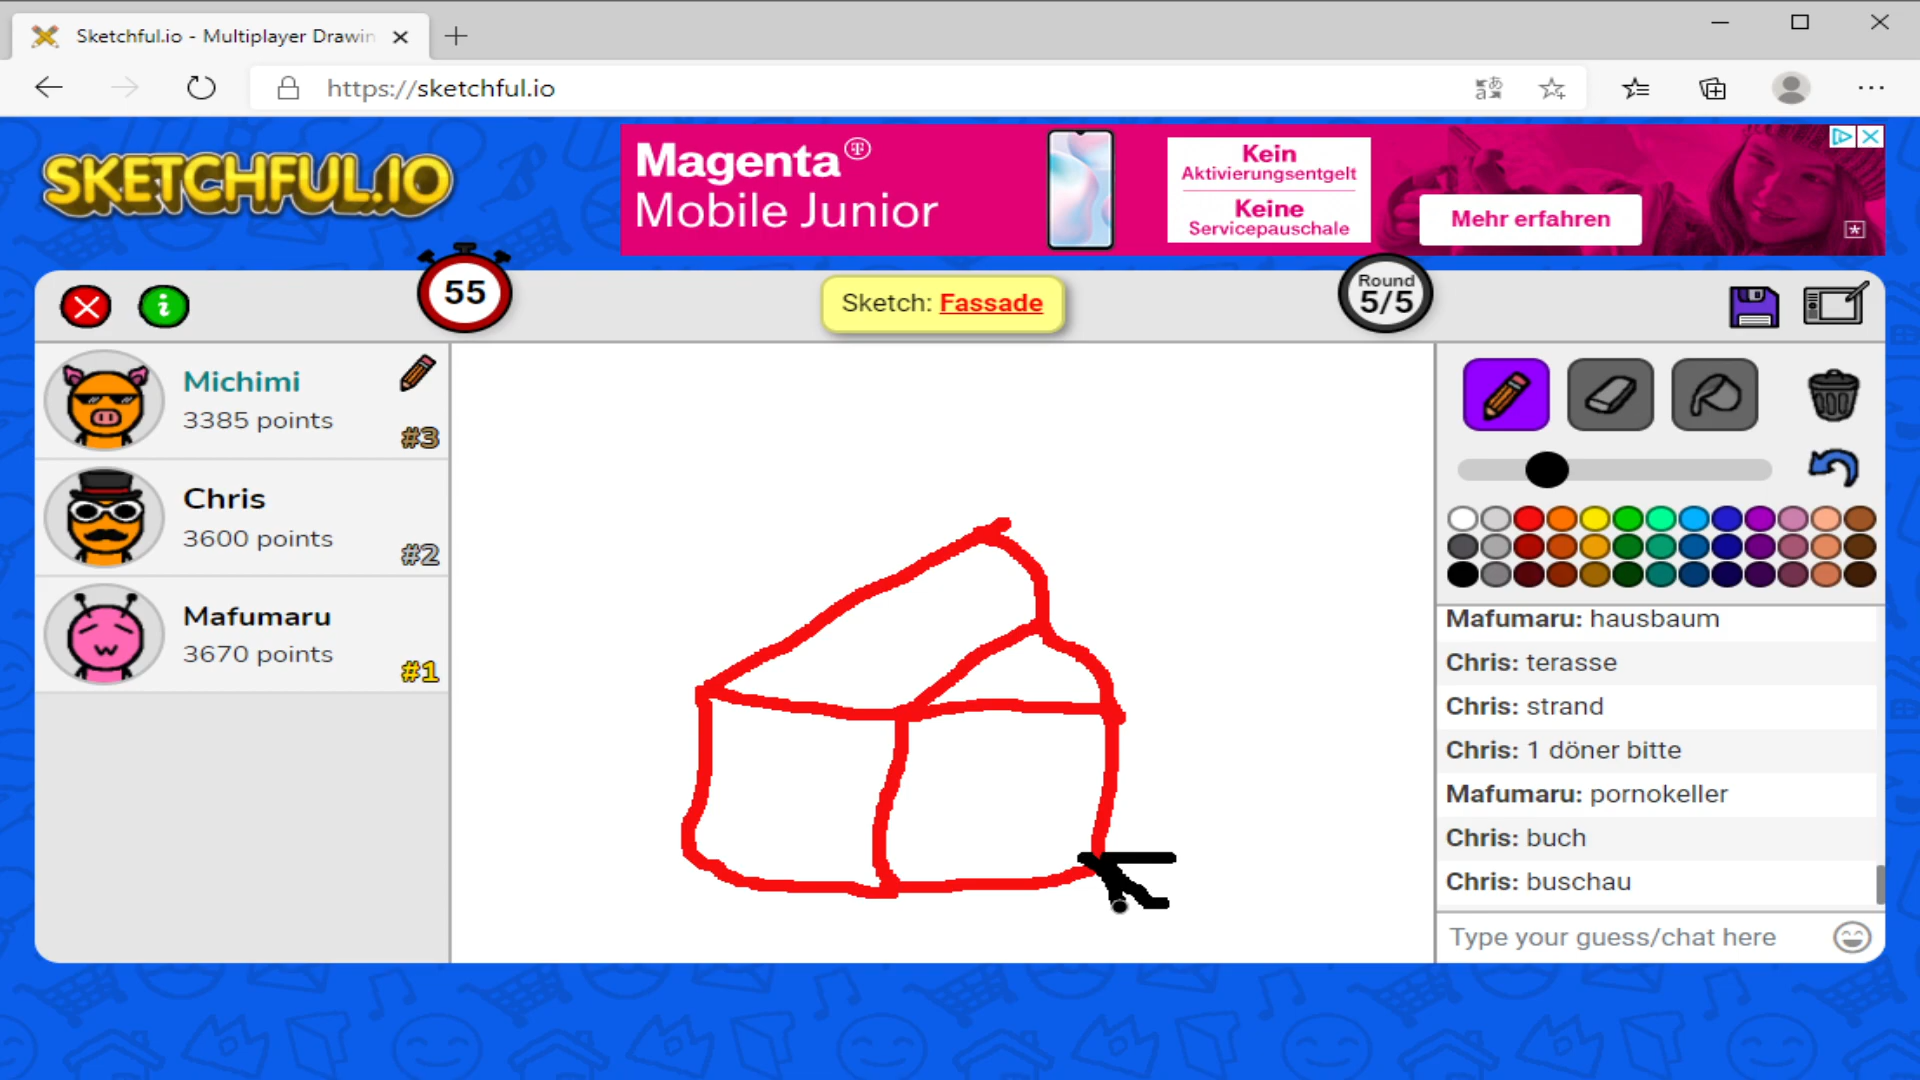 Sketchful.io - Multiplayer Drawin
https://sketchful.io
SKETCHFUL.IO
Magenta
Mobile Junior
Kein
Aktivierungsentgelt
Keine
Servicepauschale
Mehr erfahren
55
Sketch: Fassade
Round
5/5
Michimi
3385 points
#3
Chris
3600 points
#2
Mafumaru
3670 points
#1
Mafumaru: hausbaum
Chris: terasse
Chris: strand
Chris: 1 döner bitte
Mafumaru: pornokeller
Chris: buch
Chris: buschau
Type your guess/chat here